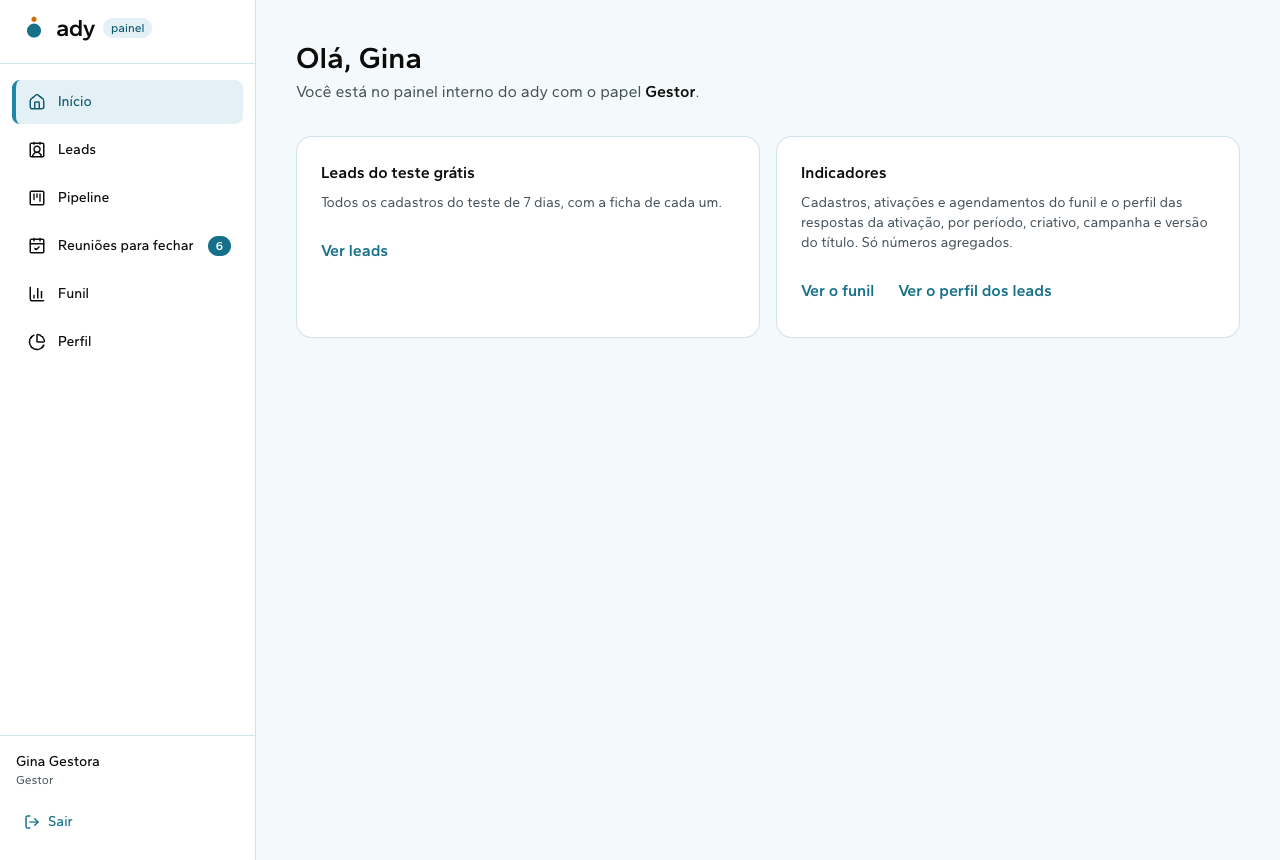 ady painel
Início
Leads
Pipeline
Reuniões para fechar 6
Funil
Perfil
Gina Gestora
Gestor
Sair
Olá, Gina
Você está no painel interno do ady com o papel Gestor.
Leads do teste grátis
Todos os cadastros do teste de 7 dias, com a ficha de cada um.
Ver leads
Indicadores
Cadastros, ativações e agendamentos do funil e o perfil das
respostas da ativação, por período, criativo, campanha e versão
do título. Só números agregados.
Ver o funil Ver o perfil dos leads